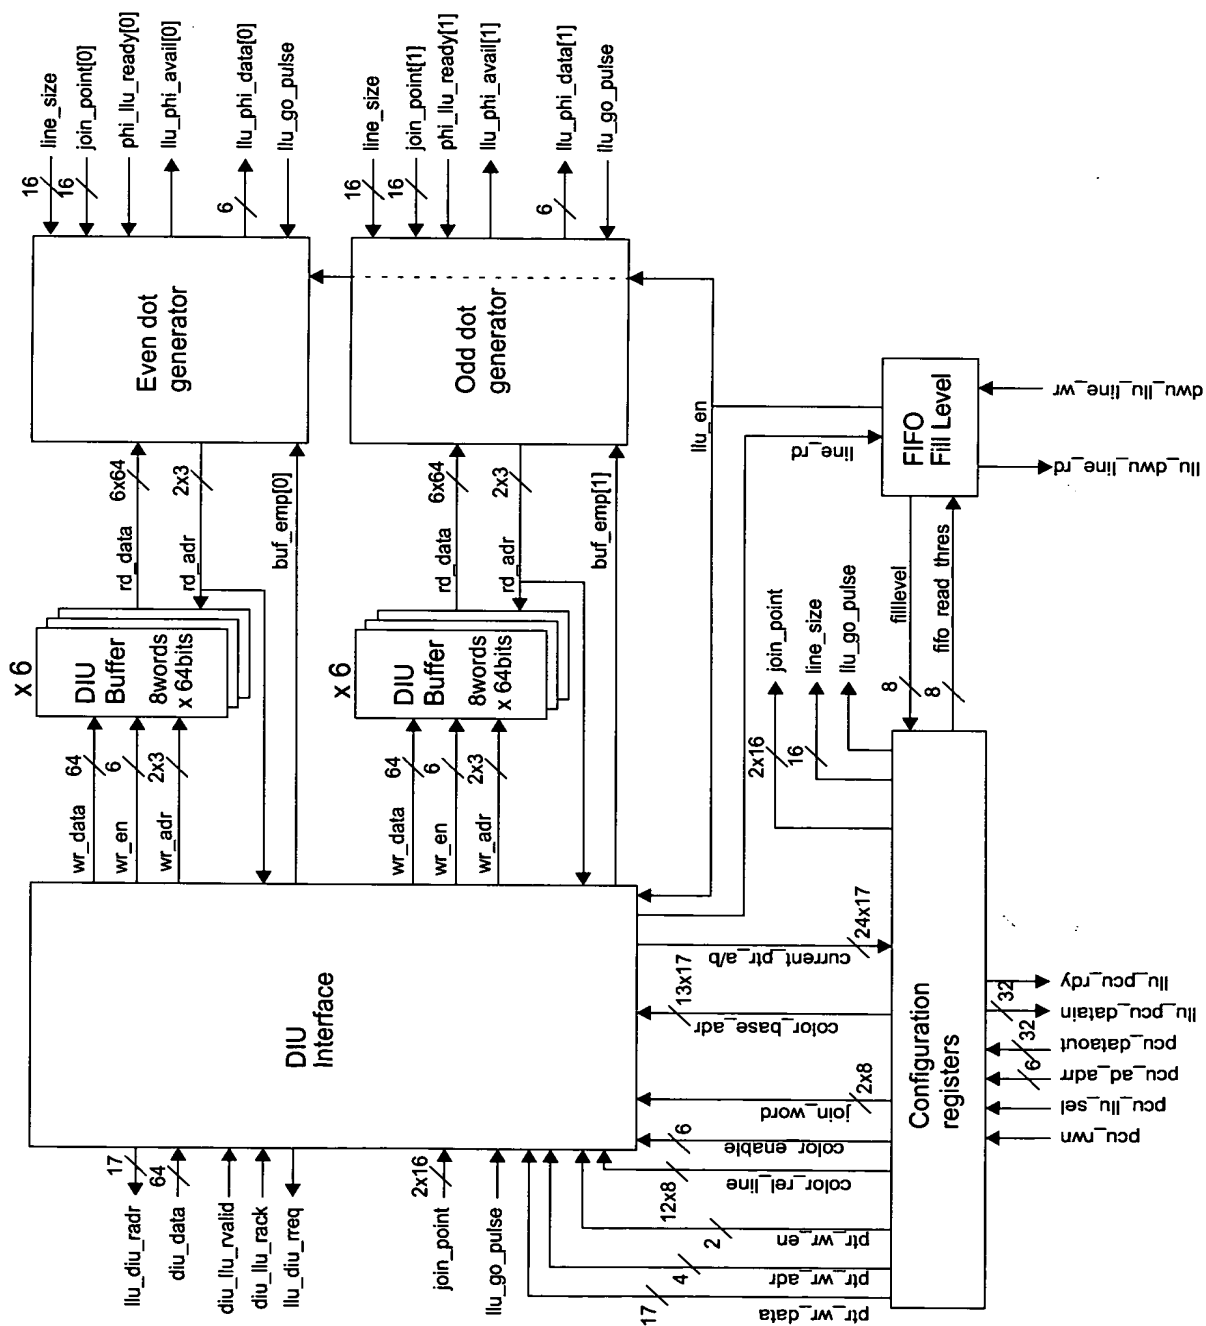 line_size
16
join_point[0]
16
phi_llu_ready[0]
llu_phi_avail[0]
llu_phi_data[0]
6
llu_go_pulse
Even dot
generator
rd_data
6x64
rd_adr
2x3
buf_emp[0]
x 6
DIU
Buffer
8words
x 64bits
wr_data
64
wr_en
6
wr_adr
2x3
line_size
16
join_point[1]
16
phi_llu_ready[1]
llu_phi_avail[1]
llu_phi_data[1]
6
llu_go_pulse
Odd dot
generator
rd_data
6x64
rd_adr
2x3
buf_emp[1]
x 6
DIU
Buffer
8words
x 64bits
wr_data
64
wr_en
6
wr_adr
2x3
llu_en
line_rd
FIFO
Fill Level
dwu_llu_line_wr
llu_dwu_line_rd
filllevel
8
fifo_read_thres
8
join_point
2x16
line_size
16
llu_go_pulse
DIU
Interface
llu_diu_radr
17
diu_data
64
diu_llu_rvalid
diu_llu_rack
llu_diu_rreq
join_point
2x16
llu_go_pulse
current_ptr_a/b
24x17
color_base_adr
13x17
join_word
2x8
color_enable
6
color_rel_line
12x8
ptr_wr_en
2
ptr_wr_adr
4
ptr_wr_data
17
Configuration
registers
llu_pcu_rdy
llu_pcu_datain
32
pcu_dataout
32
pcu_ad_adrr
6
pcu_llu_sel
pcu_rwn